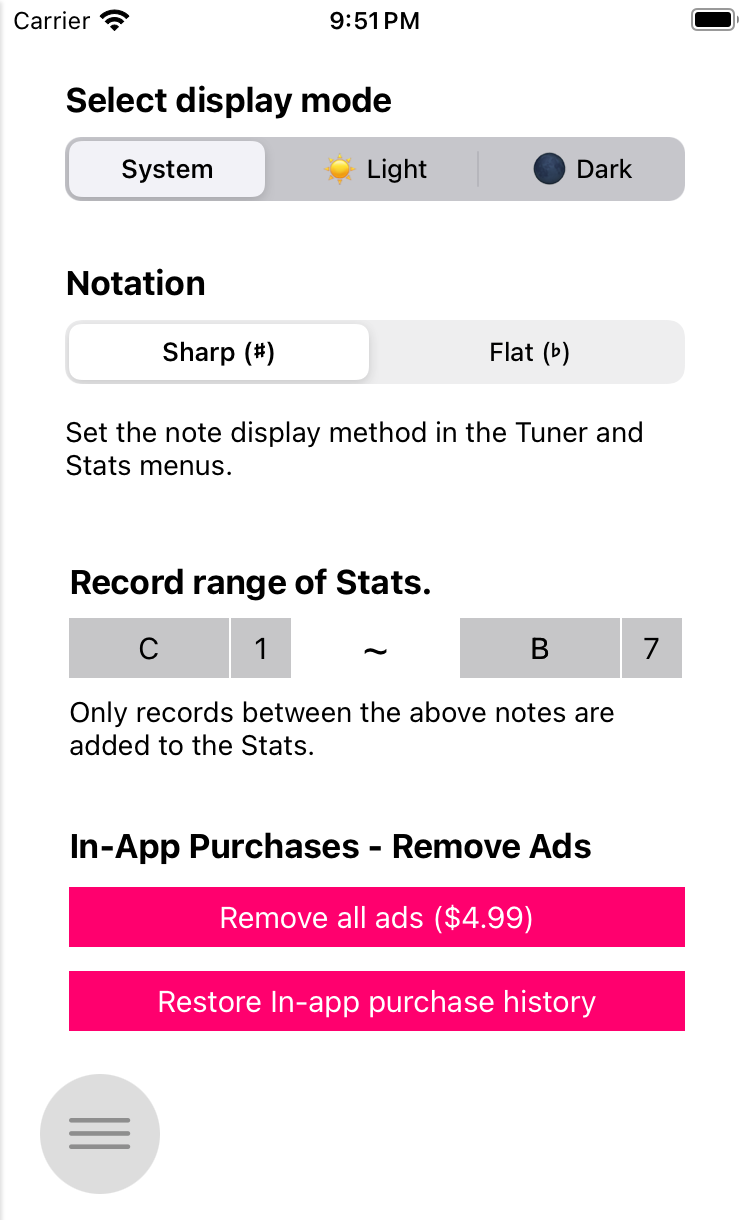 Carrier 9:51 PM
Select display mode
System ☀️ Light 🌑 Dark
Notation
Sharp (♯) Flat (♭)
Set the note display method in the Tuner and
Stats menus.
Record range of Stats.
C 1 ~ B 7
Only records between the above notes are
added to the Stats.
In-App Purchases - Remove Ads
Remove all ads ($4.99)
Restore In-app purchase history